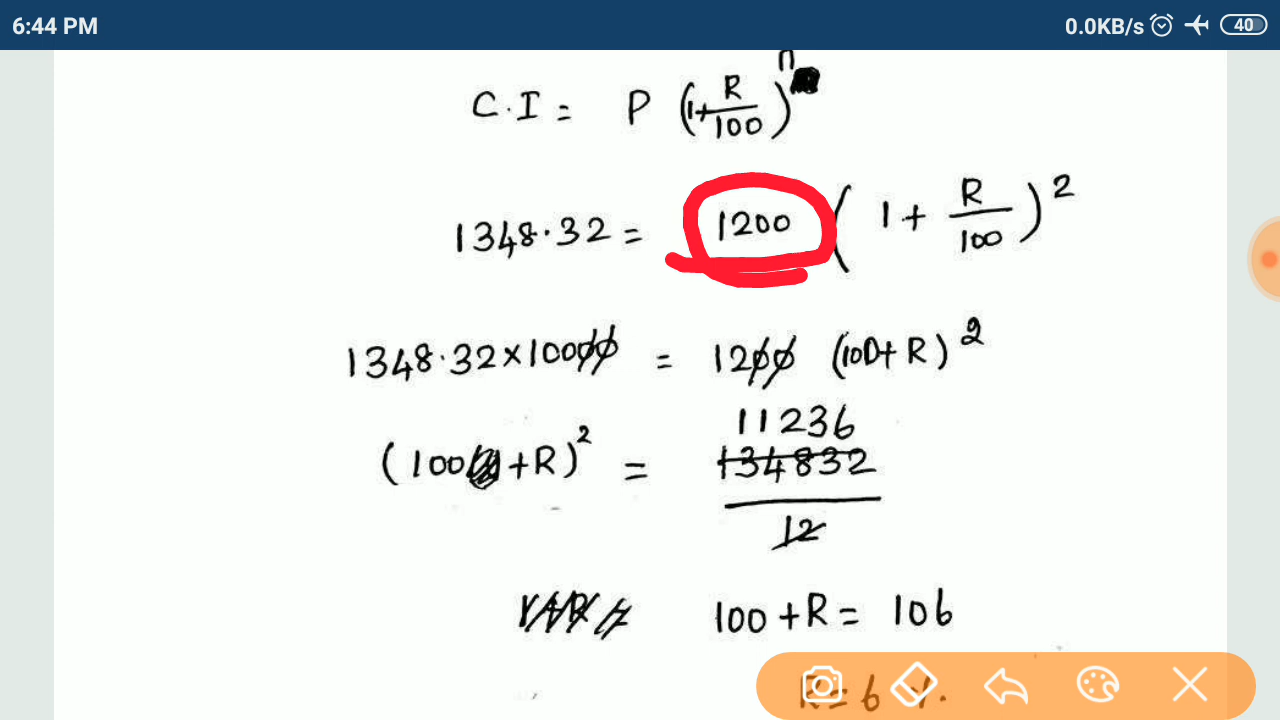 6:44 PM 0.0KB/s 40
C.I = P (1+ R/100)^n
1348.32 = 1200 (1 + R/100)^2
1348.32 × 10000 = 1200 (100+ R)^2
(100 +R)^2 = 134832/12 11236
100 + R = 106
R = 6 %.